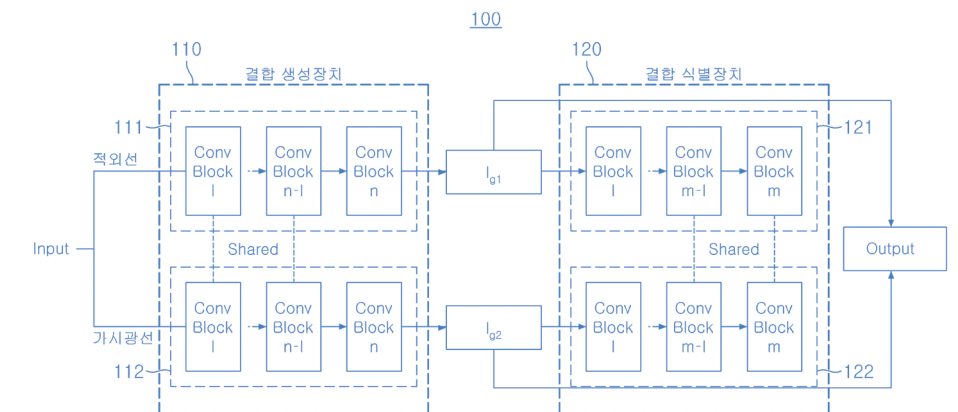 100
110
결합 생성장치
120
결합 식별장치
111
121
적외선
Conv
Block
I
Conv
Block
n-I
Conv
Block
n
I_g1
Conv
Block
I
Conv
Block
m-I
Conv
Block
m
Input
Shared
Shared
Output
가시광선
Conv
Block
I
Conv
Block
n-I
Conv
Block
n
I_g2
Conv
Block
I
Conv
Block
m-I
Conv
Block
m
112
122